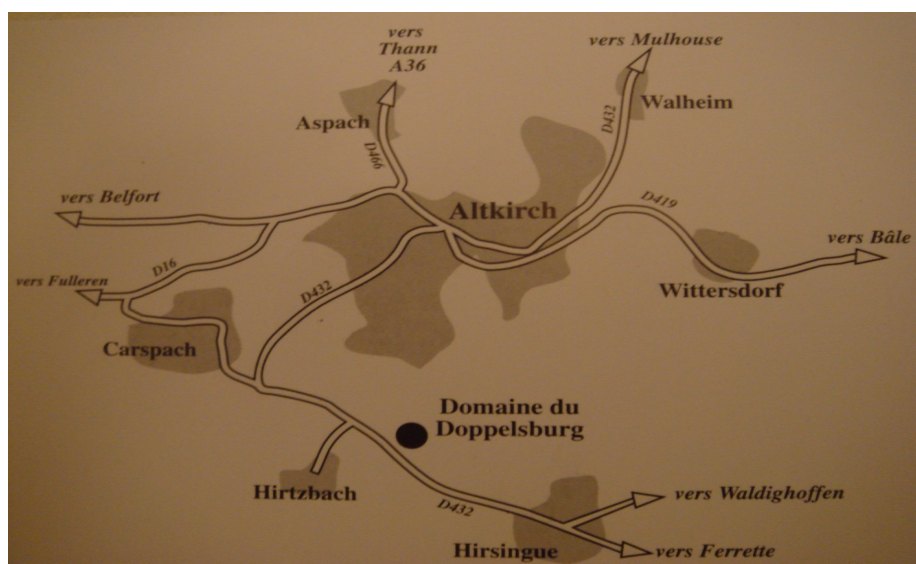 vers
Thann
A36
vers Mulhouse
Aspach
D466
D432
Walheim
vers Belfort
Altkirch
D419
vers Bâle
D16
vers Fulleren
D432
Wittersdorf
Carspach
Domaine du
Doppelsburg
Hirtzbach
D432
vers Waldighoffen
Hirsingue
vers Ferrette